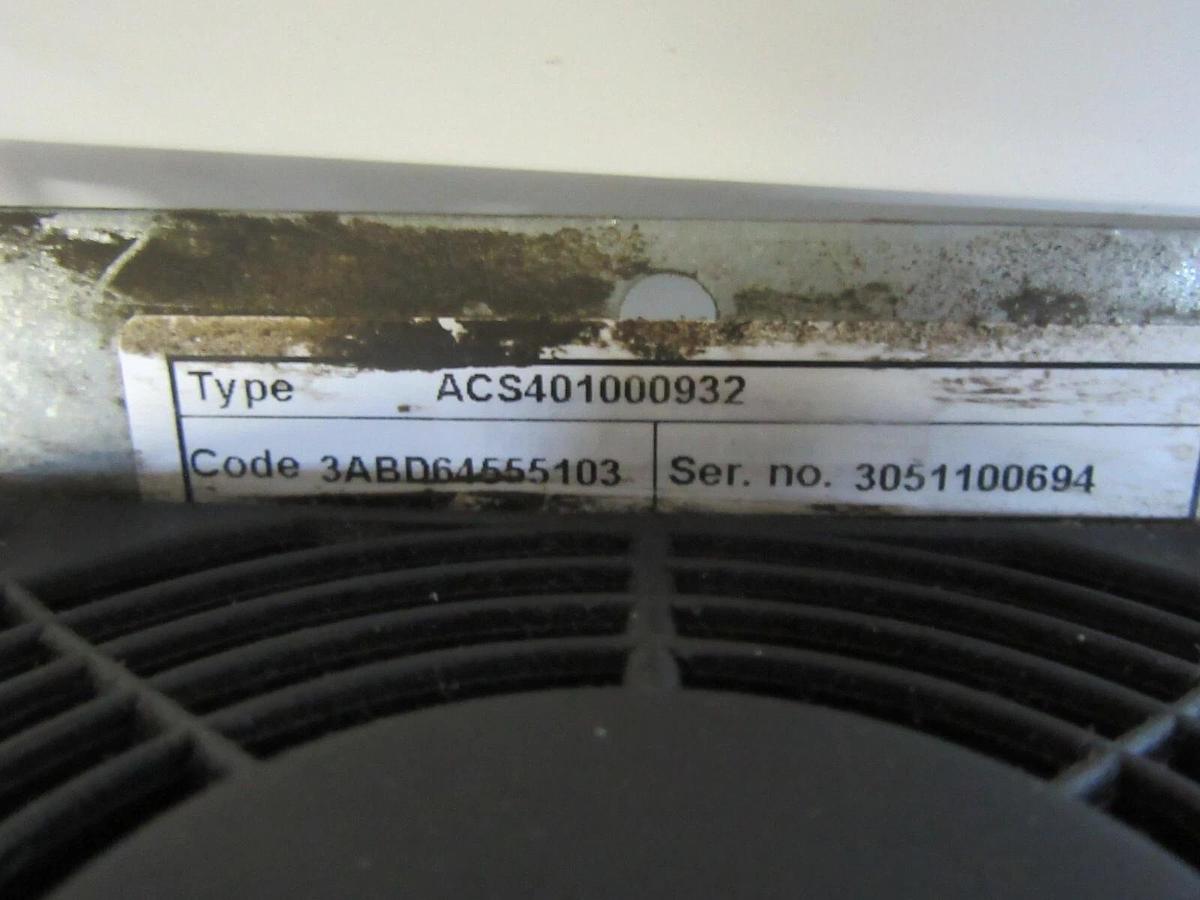 Type ACS401000932
Code 3ABD64555103 Ser. no. 3051100694